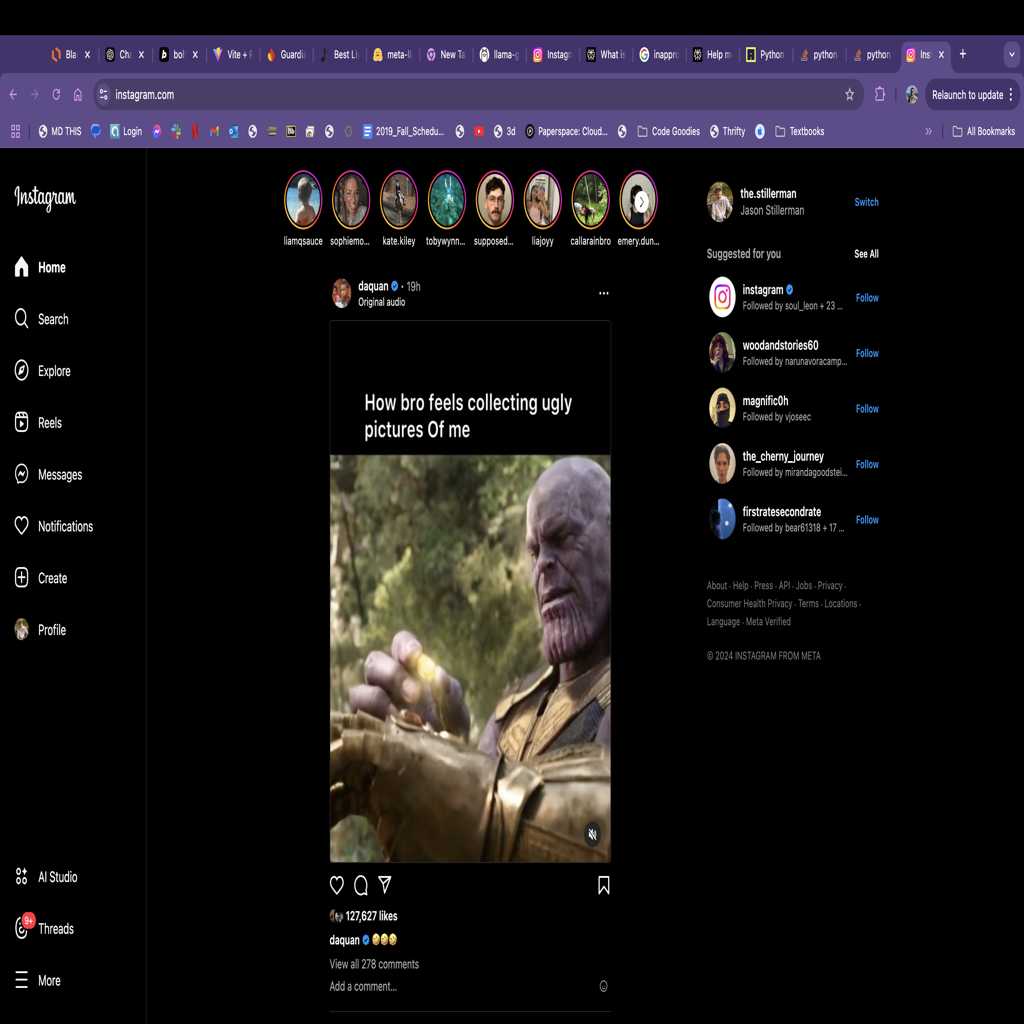 Bla
Cha
bol
Vite + R
Guardi
Best Li
meta-ll
New Ta
llama-g
Instagr
What is
inappro
Help m
Python
python
python
Ins
instagram.com
Relaunch to update
MD THIS
Login
2019_Fall_Schedu...
3d
Paperspace: Cloud...
Code Goodies
Thrifty
Textbooks
All Bookmarks
Instagram
Home
Search
Explore
Reels
Messages
Notifications
Create
Profile
AI Studio
9+
Threads
More
liamqsauce
sophiemo...
kate.kiley
tobywynn...
supposed...
liajoyy
callarainbro
emery.dun...
daquan • 19h
Original audio
How bro feels collecting ugly
pictures Of me
127,627 likes
daquan 🤣🤣🤣
View all 278 comments
Add a comment...
the.stillerman
Jason Stillerman
Switch
Suggested for you
See All
instagram
Followed by soul_leon + 23 ...
Follow
woodandstories60
Followed by narunavoracamp...
Follow
magnific0h
Followed by vjoseec
Follow
the_cherny_journey
Followed by mirandagoodstei...
Follow
firstratesecondrate
Followed by bear61318 + 17 ...
Follow
About · Help · Press · API · Jobs · Privacy ·
Consumer Health Privacy · Terms · Locations ·
Language · Meta Verified
© 2024 INSTAGRAM FROM META